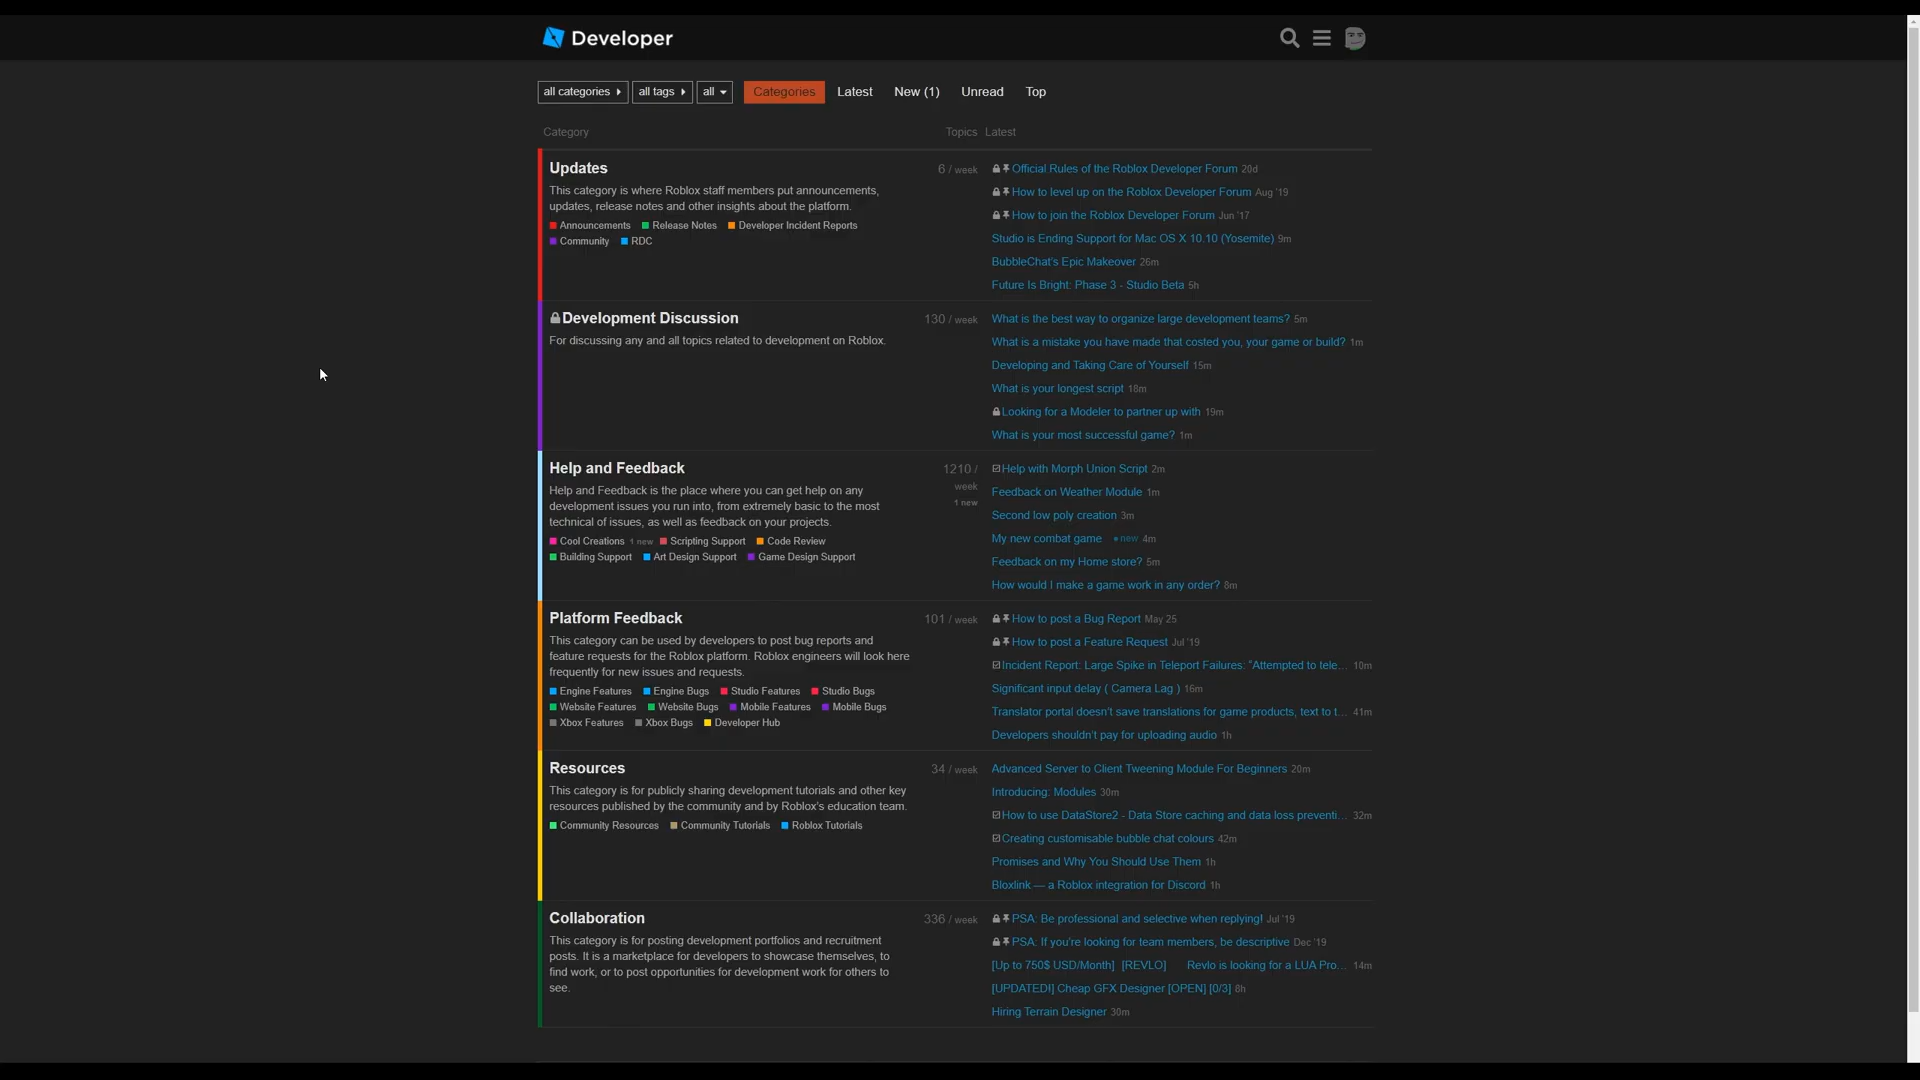 Developer
all categories
all tags
all
Categories
Latest
New (1)
Unread
Top
Category
Topics
Latest
Updates
6 / week
This category is where Roblox staff members put announcements,
updates, release notes and other insights about the platform.
Announcements Release Notes Developer Incident Reports
Community RDC
Official Rules of the Roblox Developer Forum 20d
How to level up on the Roblox Developer Forum Aug '19
How to join the Roblox Developer Forum Jun '17
Studio is Ending Support for Mac OS X 10.10 (Yosemite) 9m
BubbleChat's Epic Makeover 26m
Future Is Bright: Phase 3 - Studio Beta 5h
Development Discussion
130 / week
For discussing any and all topics related to development on Roblox.
What is the best way to organize large development teams? 5m
What is a mistake you have made that costed you, your game or build? 1m
Developing and Taking Care of Yourself 15m
What is your longest script 18m
Looking for a Modeler to partner up with 19m
What is your most successful game? 1m
Help and Feedback
1210 /
week
1 new
Help and Feedback is the place where you can get help on any
development issues you run into, from extremely basic to the most
technical of issues, as well as feedback on your projects.
Cool Creations 1 new Scripting Support Code Review
Building Support Art Design Support Game Design Support
Help with Morph Union Script 2m
Feedback on Weather Module 1m
Second low poly creation 3m
My new combat game new 4m
Feedback on my Home store? 5m
How would I make a game work in any order? 8m
Platform Feedback
101 / week
This category can be used by developers to post bug reports and
feature requests for the Roblox platform. Roblox engineers will look here
frequently for new issues and requests.
Engine Features Engine Bugs Studio Features Studio Bugs
Website Features Website Bugs Mobile Features Mobile Bugs
Xbox Features Xbox Bugs Developer Hub
How to post a Bug Report May 25
How to post a Feature Request Jul '19
Incident Report: Large Spike in Teleport Failures: "Attempted to tele... 10m
Significant input delay ( Camera Lag ) 16m
Translator portal doesn't save translations for game products, text to t... 41m
Developers shouldn't pay for uploading audio 1h
Resources
34 / week
This category is for publicly sharing development tutorials and other key
resources published by the community and by Roblox's education team.
Community Resources Community Tutorials Roblox Tutorials
Advanced Server to Client Tweening Module For Beginners 20m
Introducing: Modules 30m
How to use DataStore2 - Data Store caching and data loss preventi... 32m
Creating customisable bubble chat colours 42m
Promises and Why You Should Use Them 1h
Bloxlink — a Roblox integration for Discord 1h
Collaboration
336 / week
This category is for posting development portfolios and recruitment
posts. It is a marketplace for developers to showcase themselves, to
find work, or to post opportunities for development work for others to
see.
PSA: Be professional and selective when replying! Jul '19
PSA: If you're looking for team members, be descriptive Dec '19
[Up to 750$ USD/Month] [REVLO] Revlo is looking for a LUA Pro... 14m
[UPDATED!] Cheap GFX Designer [OPEN] [0/3] 8h
Hiring Terrain Designer 30m